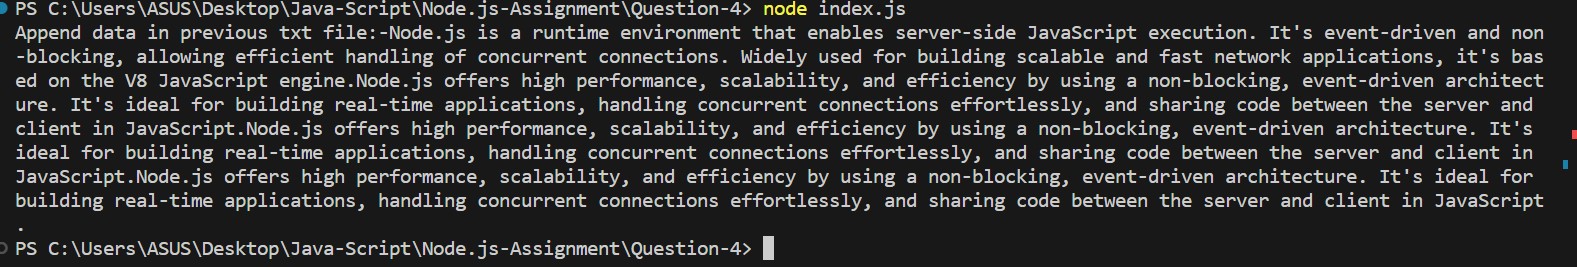 PS C:\Users\ASUS\Desktop\Java-Script\Node.js-Assignment\Question-4> node index.js
Append data in previous txt file:-Node.js is a runtime environment that enables server-side JavaScript execution. It's event-driven and non
-blocking, allowing efficient handling of concurrent connections. Widely used for building scalable and fast network applications, it's bas
ed on the V8 JavaScript engine.Node.js offers high performance, scalability, and efficiency by using a non-blocking, event-driven architect
ure. It's ideal for building real-time applications, handling concurrent connections effortlessly, and sharing code between the server and
client in JavaScript.Node.js offers high performance, scalability, and efficiency by using a non-blocking, event-driven architecture. It's
ideal for building real-time applications, handling concurrent connections effortlessly, and sharing code between the server and client in
JavaScript.Node.js offers high performance, scalability, and efficiency by using a non-blocking, event-driven architecture. It's ideal for
building real-time applications, handling concurrent connections effortlessly, and sharing code between the server and client in JavaScript
.
PS C:\Users\ASUS\Desktop\Java-Script\Node.js-Assignment\Question-4>